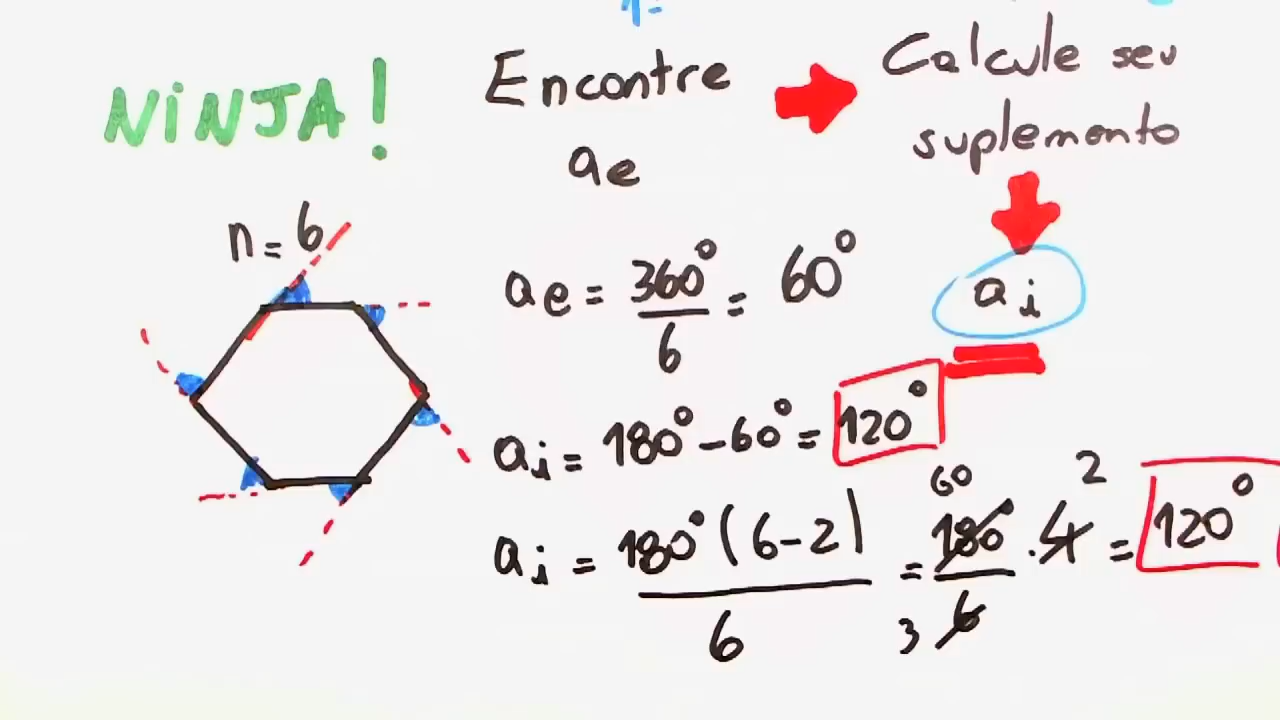 NiNJA!
Encontre
ae
Calcule seu
suplemento
ai
n = 6
ae = 360° / 6 = 60°
ai = 180° - 60° = 120°
ai = 180° (6-2) / 6 = 180° . 4 / 6 = 120°
60
2
3